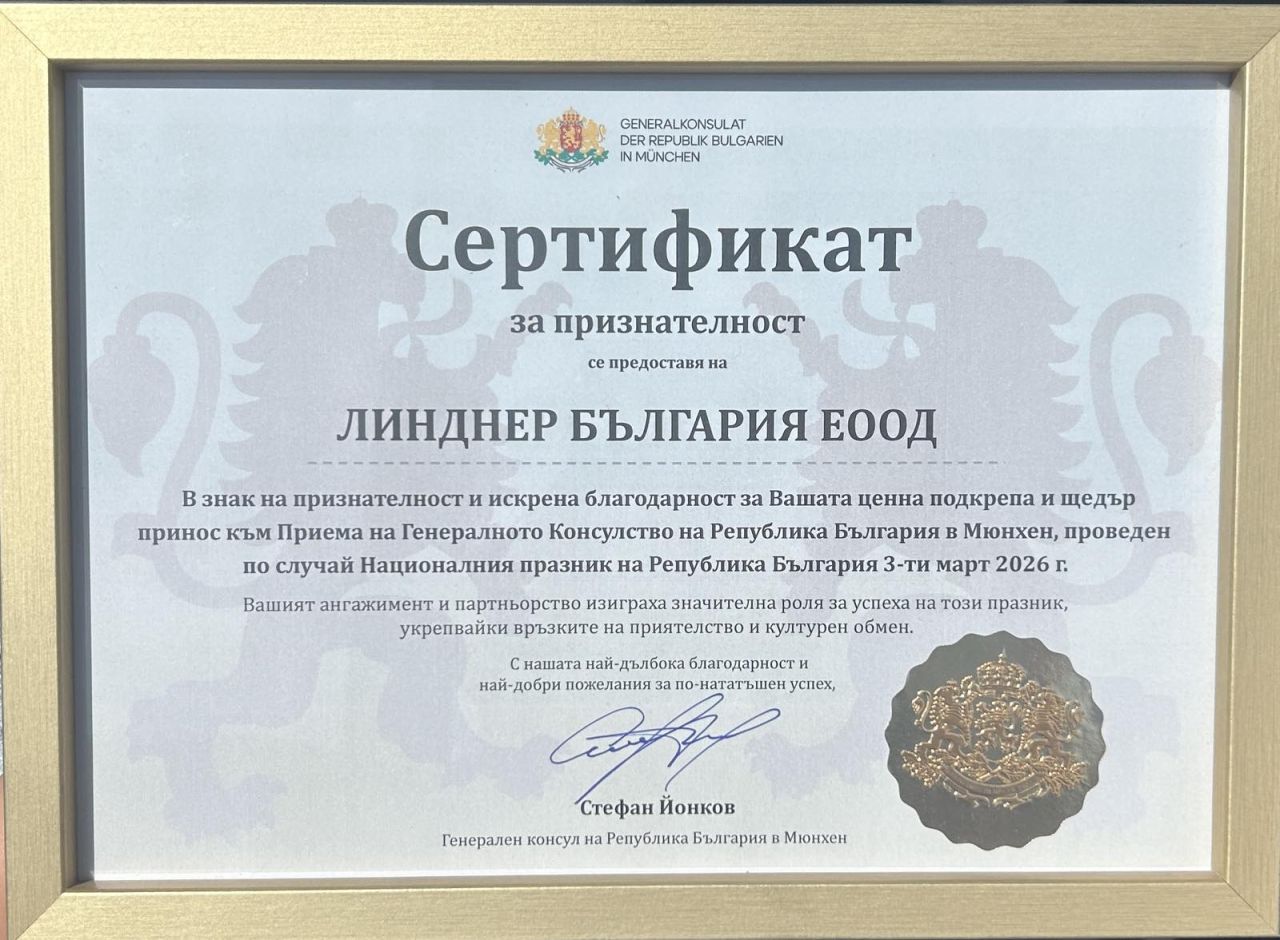 GENERALKONSULAT
DER REPUBLIK BULGARIEN
IN MÜNCHEN
Сертификат
за признателност
се предоставя на
ЛИНДНЕР БЪЛГАРИЯ ЕООД
В знак на признателност и искрена благодарност за Вашата ценна подкрепа и щедър
принос към Приема на Генералното Консулство на Република България в Мюнхен, проведен
по случай Националния празник на Република България 3-ти март 2026 г.
Вашият ангажимент и партньорство изиграха значителна роля за успеха на този празник,
укрепвайки връзките на приятелство и културен обмен.
С нашата най-дълбока благодарност и
най-добри пожелания за по-нататъшен успех,
Стефан Йонков
Генерален консул на Република България в Мюнхен